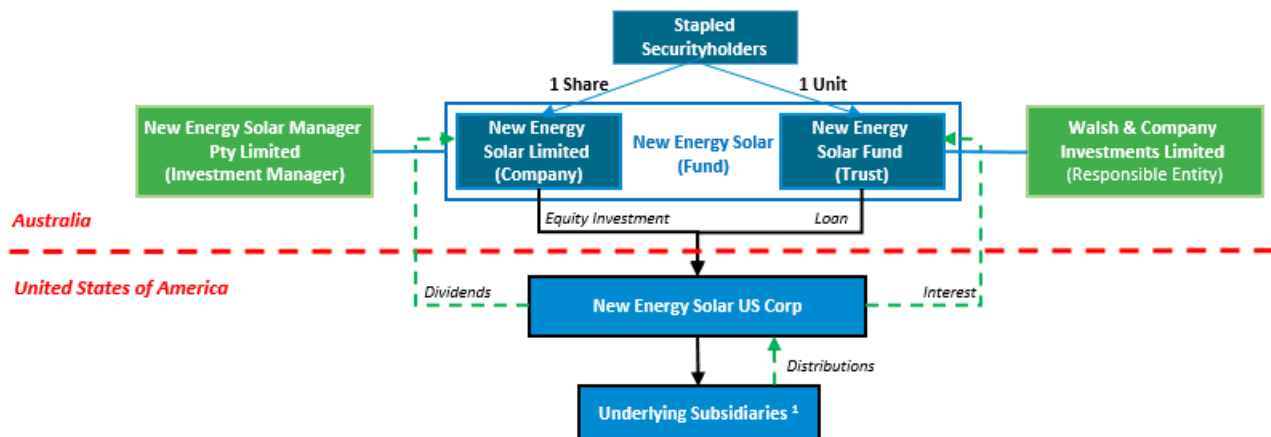 Stapled
Securityholders
1 Share
1 Unit
New Energy Solar Manager
Pty Limited
(Investment Manager)
New Energy
Solar Limited
(Company)
New Energy Solar
(Fund)
New Energy
Solar Fund
(Trust)
Walsh & Company
Investments Limited
(Responsible Entity)
Equity Investment
Loan
Australia
United States of America
Dividends
New Energy Solar US Corp
Interest
Distributions
Underlying Subsidiaries ¹